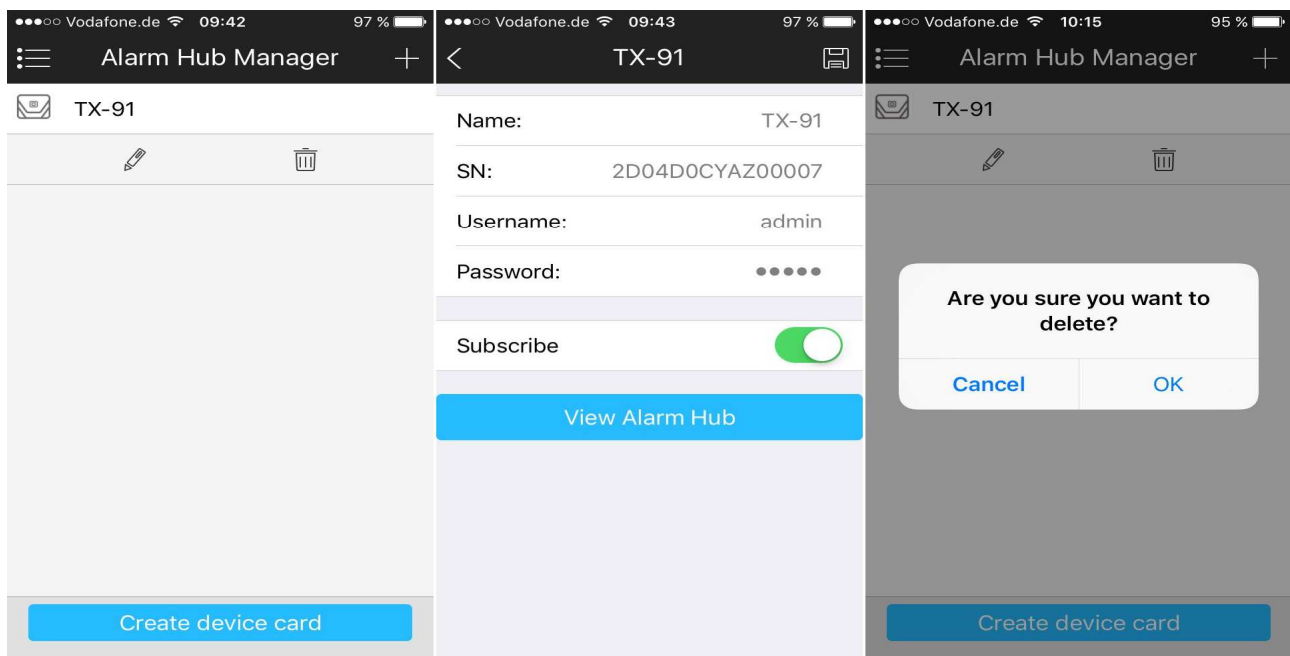 Vodafone.de 09:42 97 %
Alarm Hub Manager
TX-91
Create device card
Vodafone.de 09:43 97 %
TX-91
Name: TX-91
SN: 2D04D0CYAZ00007
Username: admin
Password: •••••
Subscribe
View Alarm Hub
Vodafone.de 10:15 95 %
Alarm Hub Manager
TX-91
Are you sure you want to
delete?
Cancel OK
Create device card